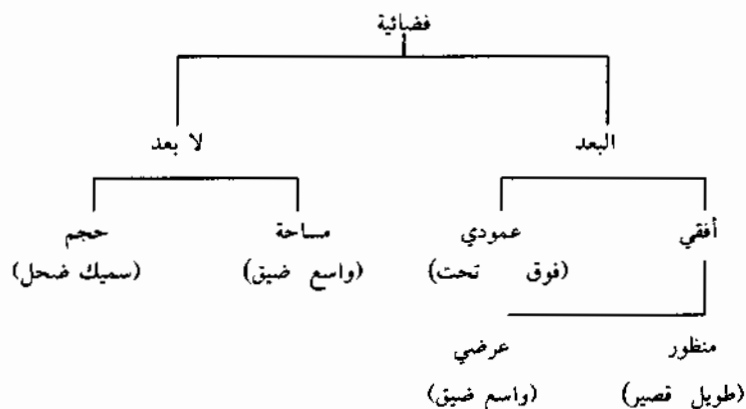 فضائية
البعد لا بعد
أفقي عمودي مساحة حجم
(فوق تحت) (واسع ضيق) (سميك ضحل)
منظور عرضي
(طويل قصير) (واسع ضيق)